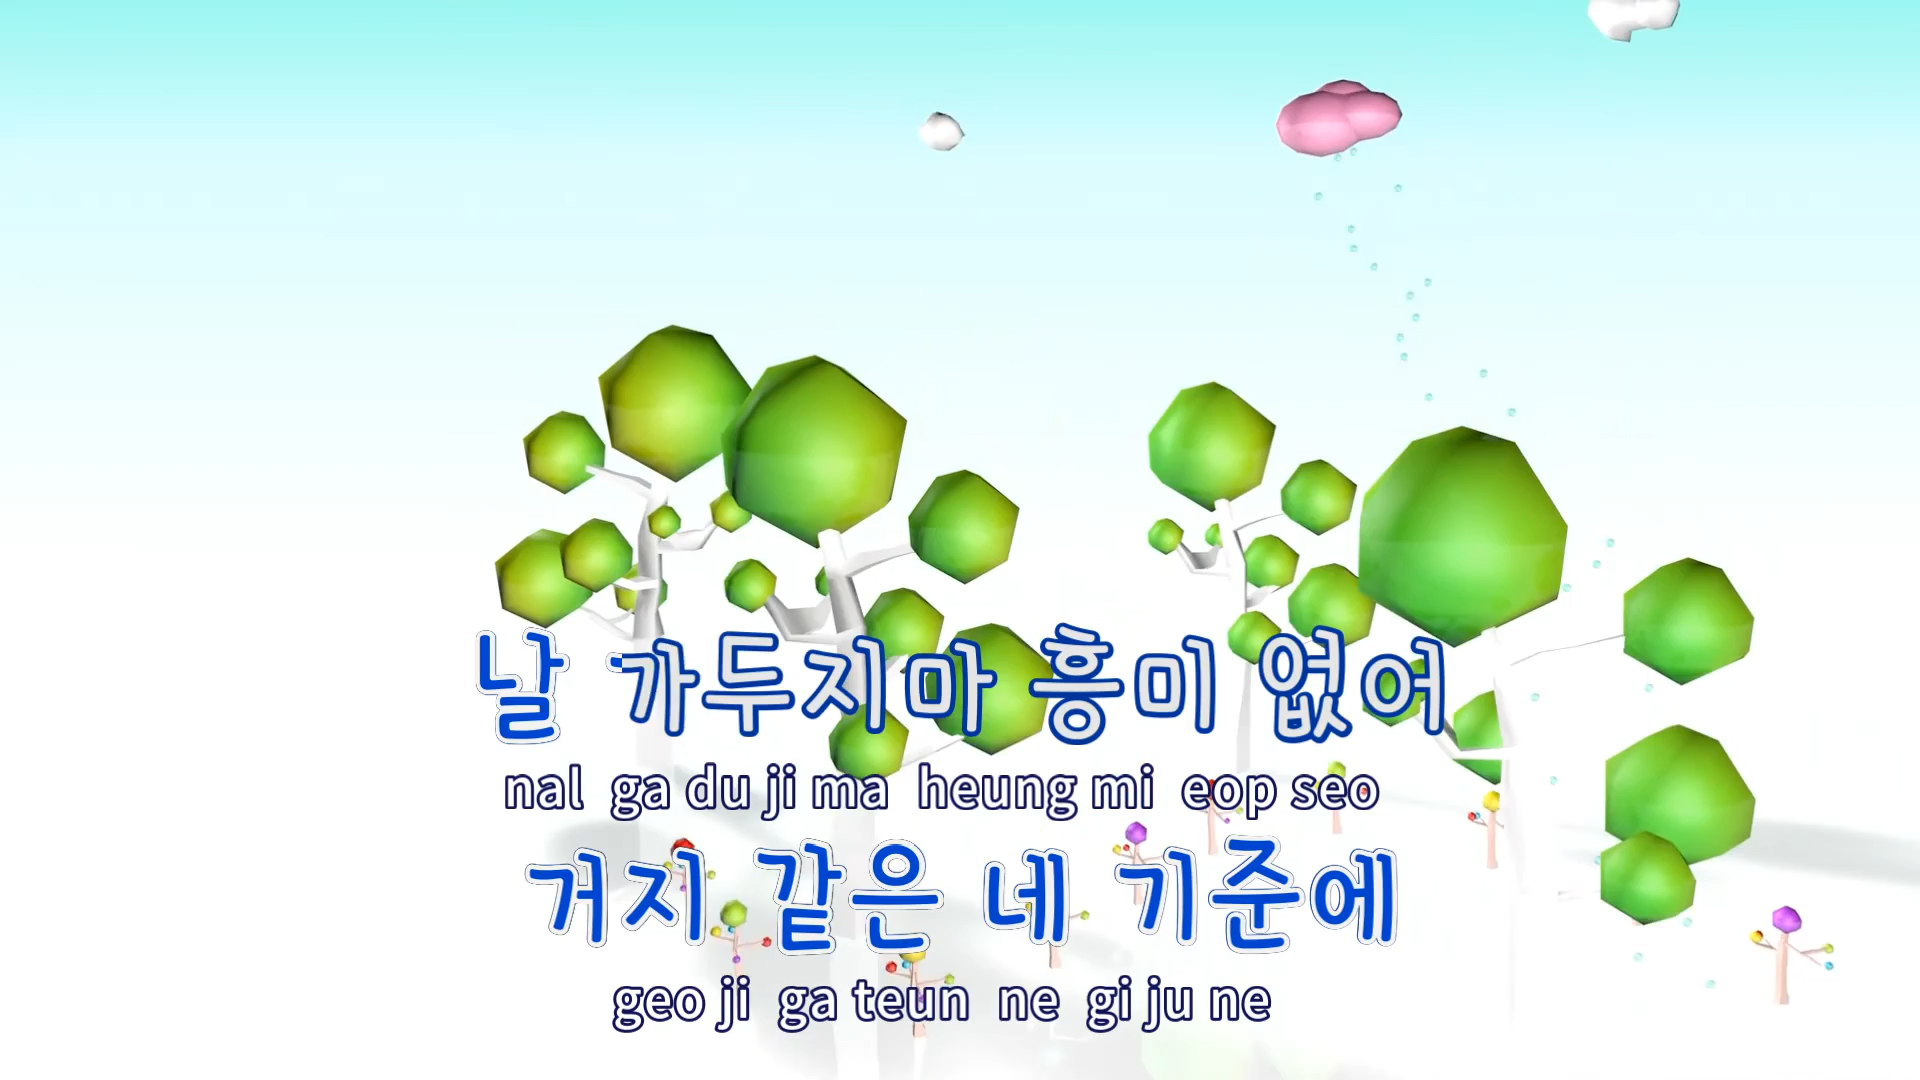 날 가두지마 흥미 없어
nal ga du ji ma heung mi eop seo
거지 같은 네 기준에
geo ji ga teun ne gi ju ne